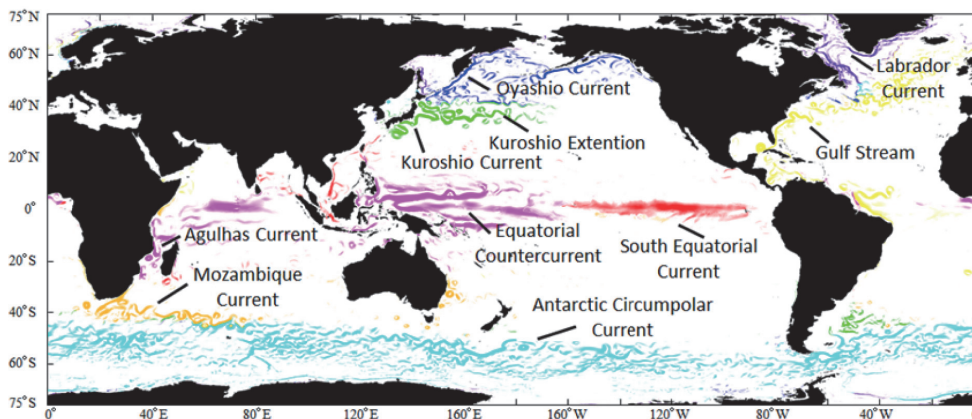 75°N
60°N
40°N
20°N
0°
20°S
40°S
60°S
75°S
Oyashio Current
Labrador
Current
Kuroshio Extention
Kuroshio Current
Gulf Stream
Agulhas Current
Equatorial
Countercurrent
South Equatorial
Current
Mozambique
Current
Antarctic Circumpolar
Current
0°
40°E
80°E
120°E
160°E
160°W
120°W
80°W
40°W